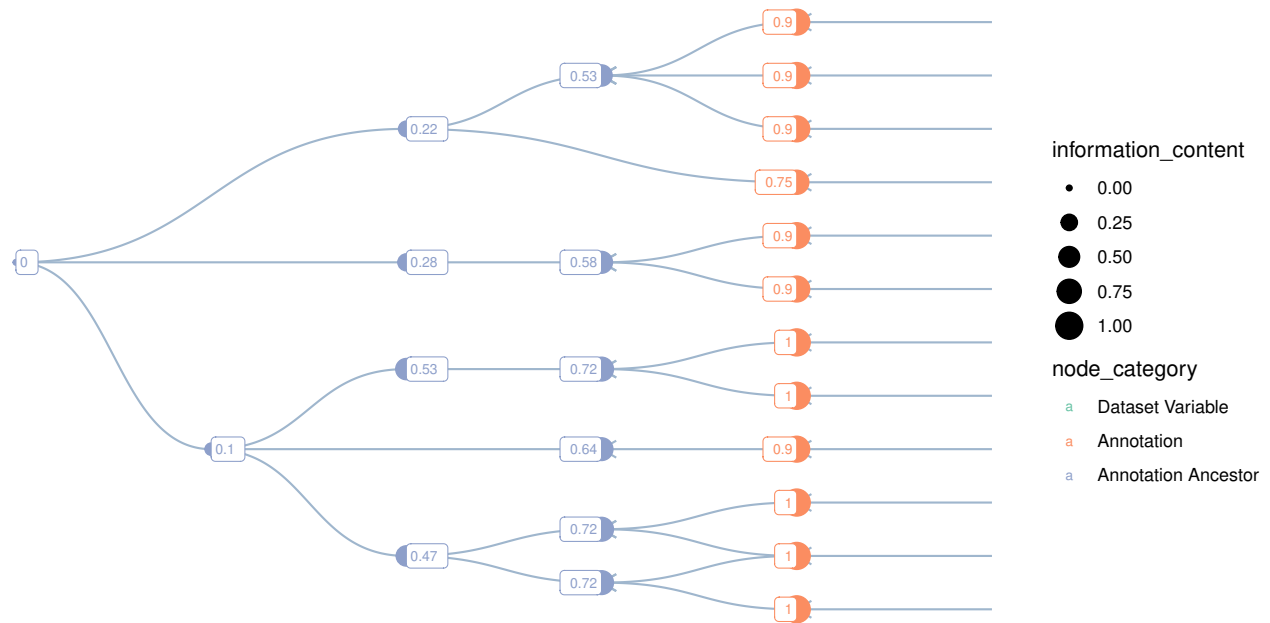 0.9
0.53 0.9
0.22 0.9
0.75
0.9
0 0.28 0.58
0.9
1
0.53 0.72
1
0.1 0.64 0.9
1
0.72
0.47 1
0.72
1
information_content
0.00
0.25
0.50
0.75
1.00
node_category
a Dataset Variable
a Annotation
a Annotation Ancestor